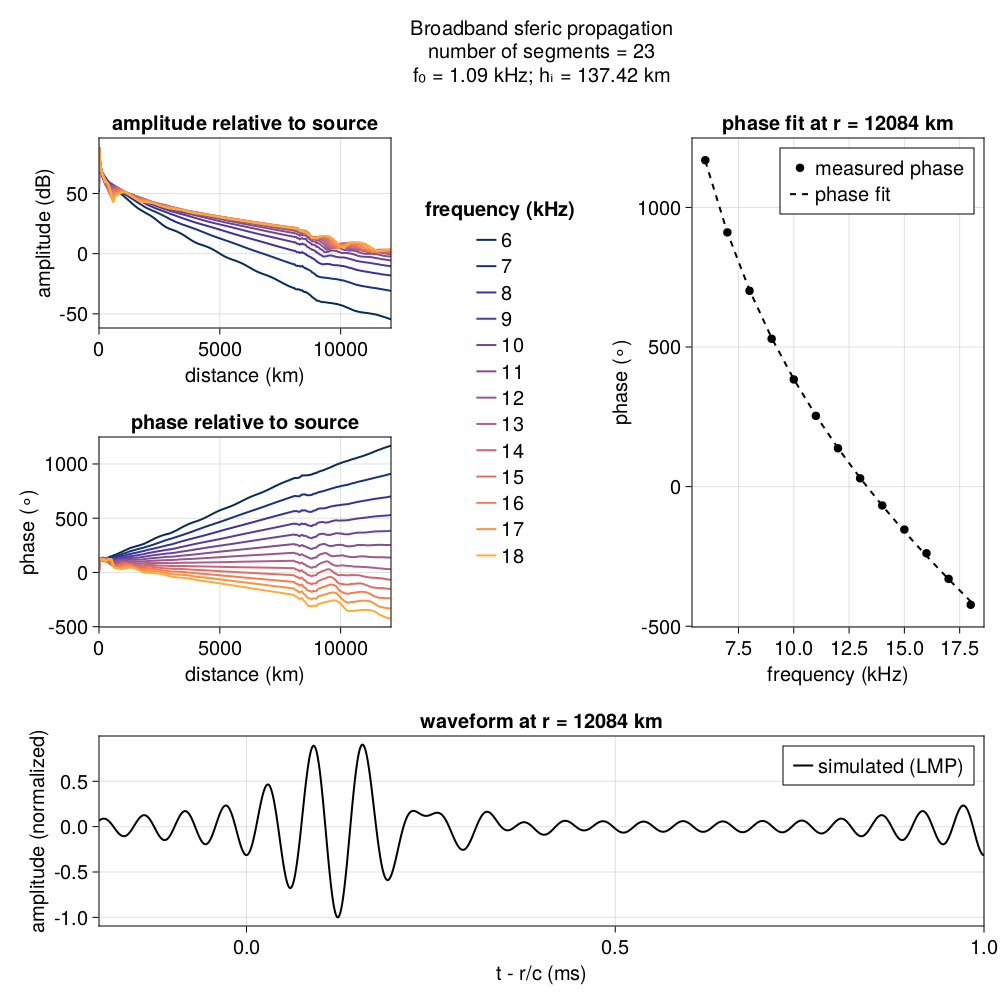 Broadband sferic propagation
number of segments = 23
f₀ = 1.09 kHz; hᵢ = 137.42 km
amplitude relative to source
amplitude (dB)
50
0
-50
0
5000
10000
distance (km)
phase relative to source
phase (∘)
1000
500
0
-500
0
5000
10000
distance (km)
frequency (kHz)
6
7
8
9
10
11
12
13
14
15
16
17
18
phase fit at r = 12084 km
measured phase
phase fit
phase (∘)
1000
500
0
-500
7.5
10.0
12.5
15.0
17.5
frequency (kHz)
waveform at r = 12084 km
simulated (LMP)
amplitude (normalized)
0.5
0.0
-0.5
-1.0
0.0
0.5
1.0
t - r/c (ms)